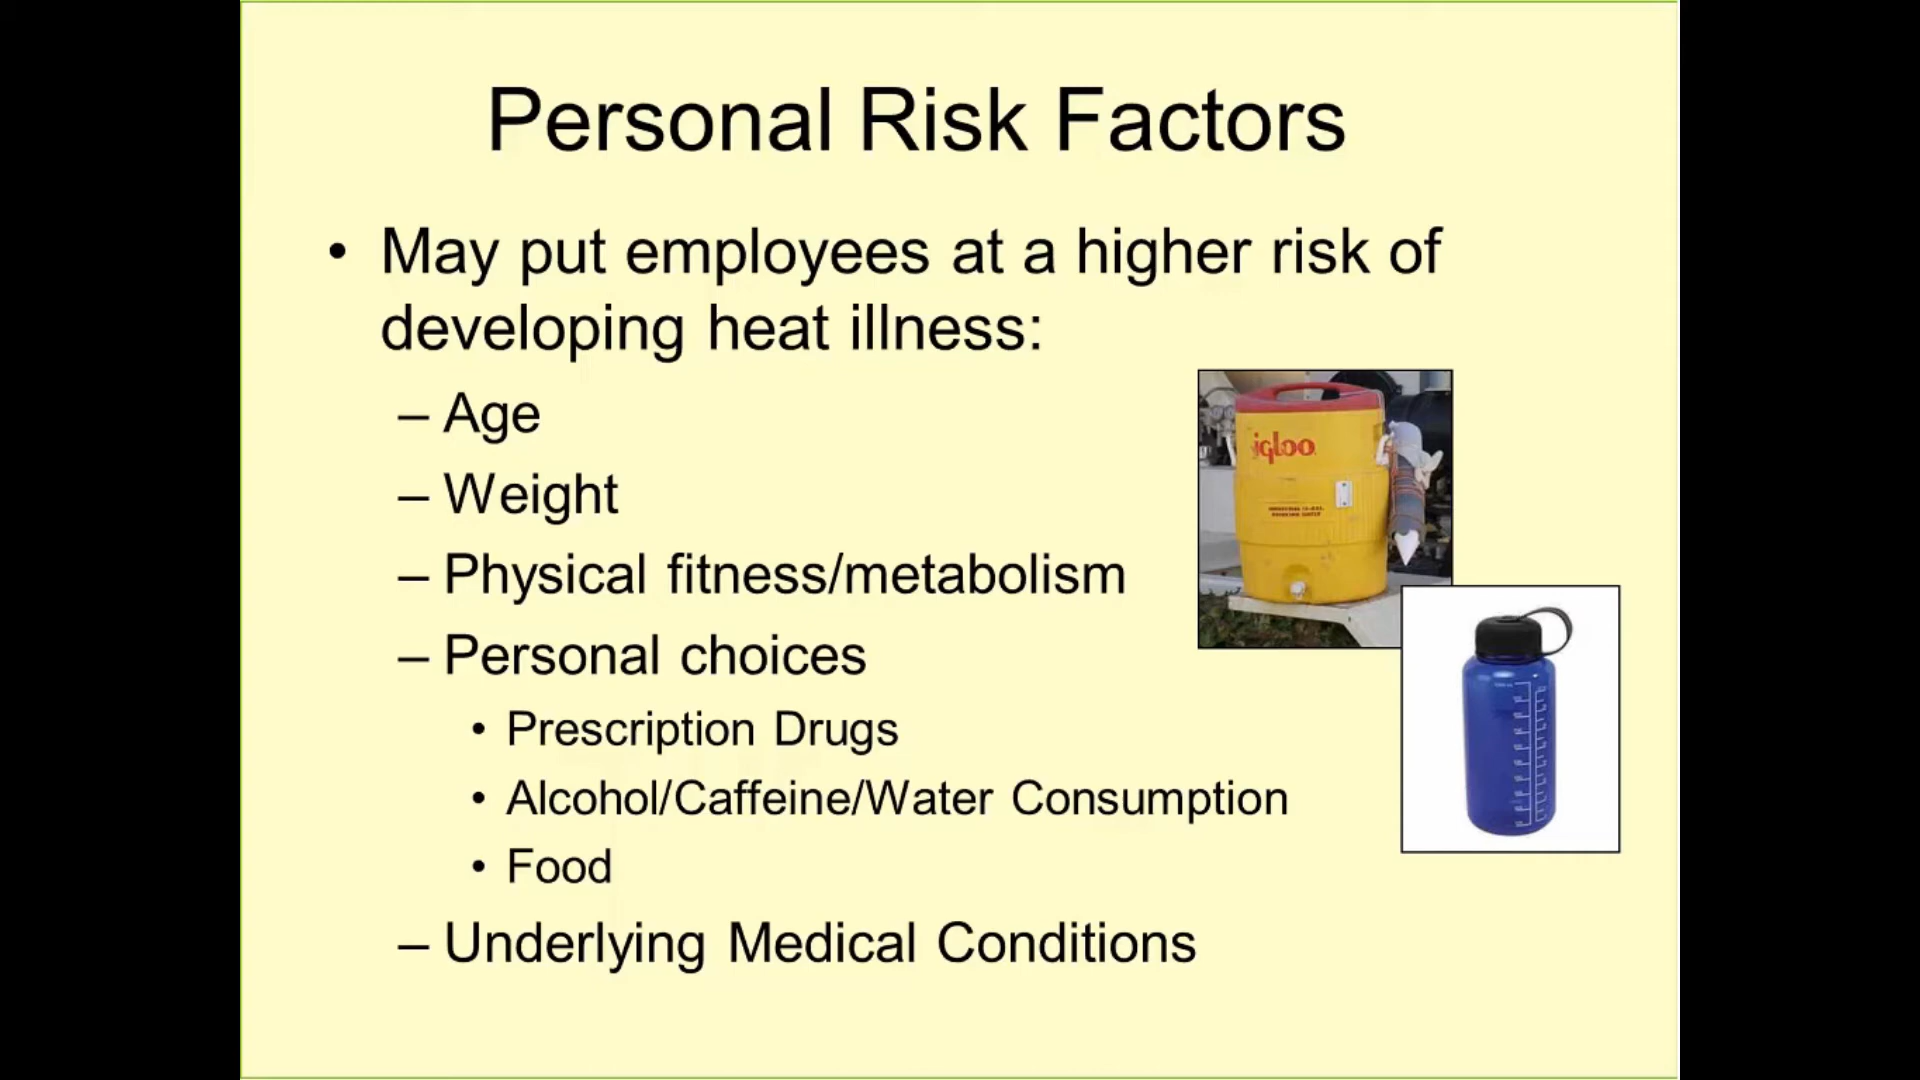 Personal Risk Factors
• May put employees at a higher risk of
developing heat illness:
– Age
– Weight
– Physical fitness/metabolism
– Personal choices
• Prescription Drugs
• Alcohol/Caffeine/Water Consumption
• Food
– Underlying Medical Conditions
igloo